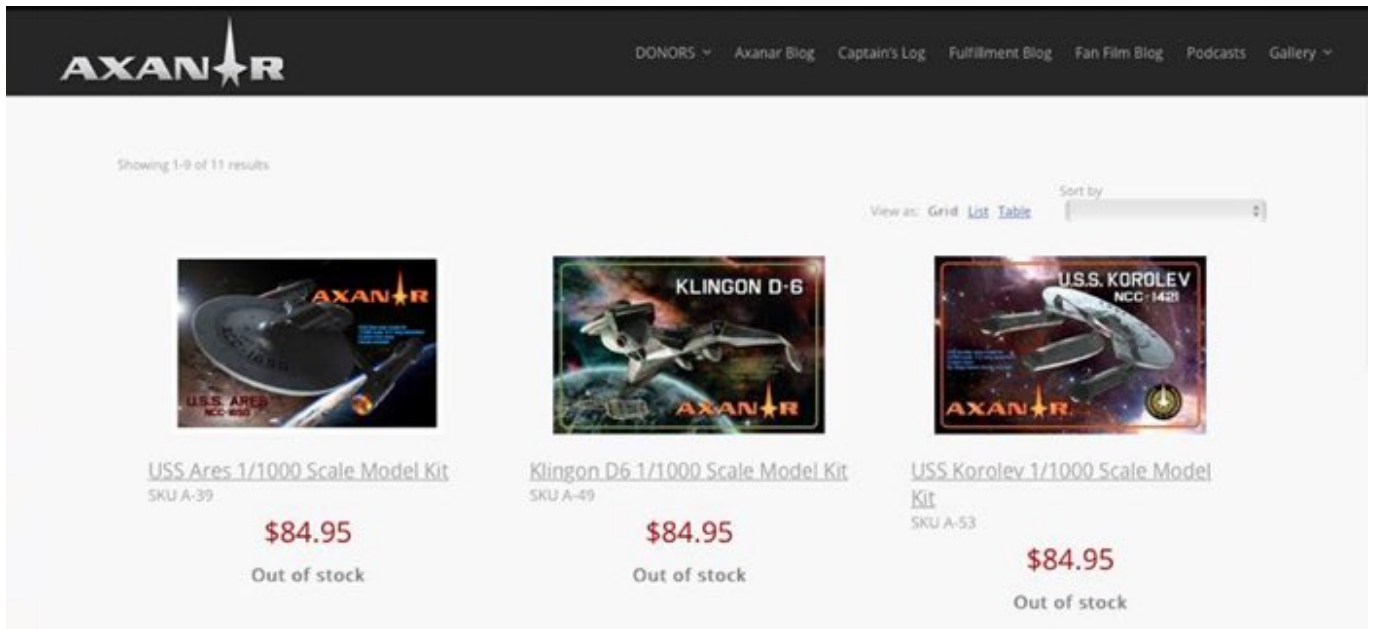 AXANAR
DONORS Axanar Blog Captain's Log Fulfillment Blog Fan Film Blog Podcasts Gallery
Showing 1-9 of 11 results
Sort by
View as: Grid List Table
AXANAR
NCC-1650
U.S.S. ARES
NCC-1650
KLINGON D-6
AXANAR
U.S.S. KOROLEV
NCC-1421
AXANAR
USS Ares 1/1000 Scale Model Kit
SKU A-39
$84.95
Out of stock
Klingon D6 1/1000 Scale Model Kit
SKU A-49
$84.95
Out of stock
USS Korolev 1/1000 Scale Model
Kit
SKU A-53
$84.95
Out of stock